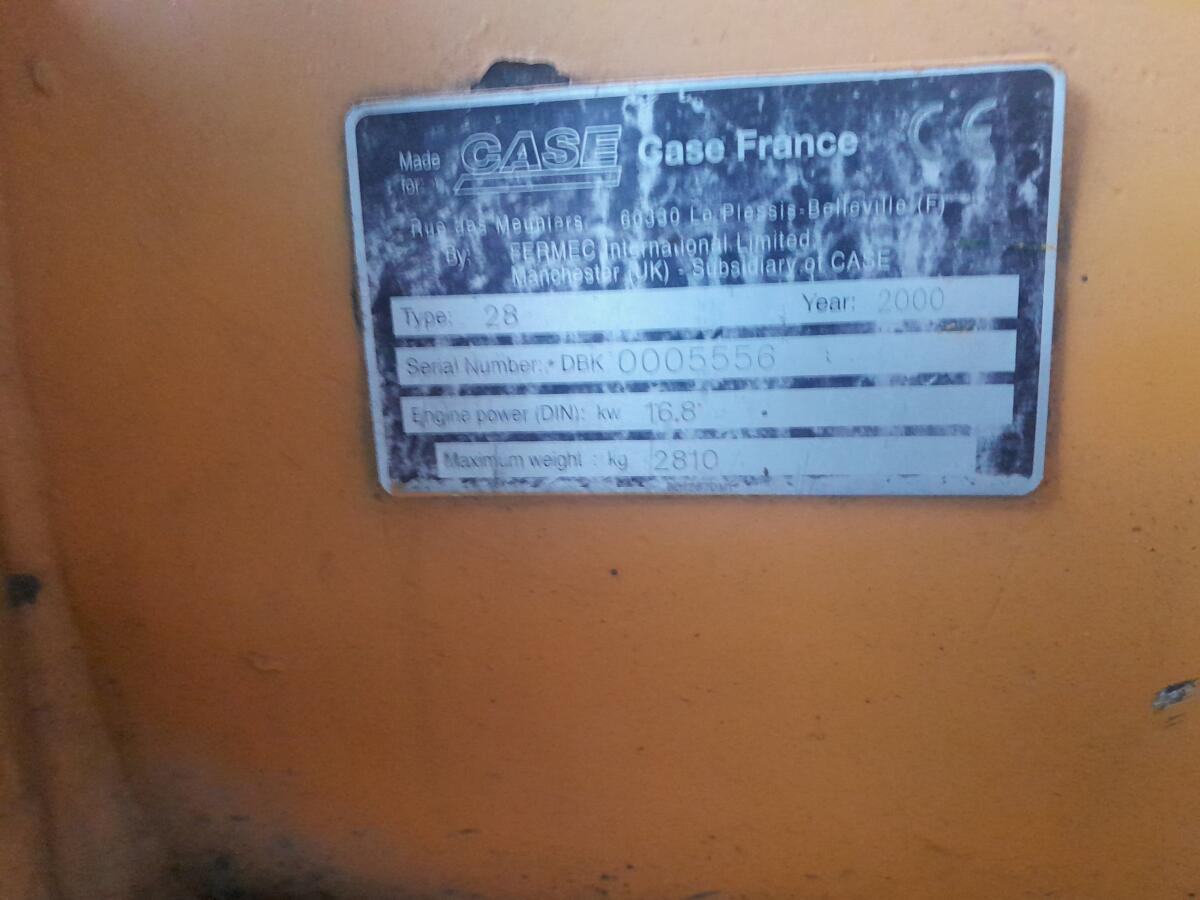 Made for: CASE Case France CE
Rue des Meuniers 60330 Le Plessis-Belleville (F)
By: FERMEC International Limited.
Manchester (UK) - Subsidiary of CASE
Type: 28 Year: 2000
Serial Number: * DBK 0005556
Engine power (DIN): kw 16.8
Maximum weight : kg 2810